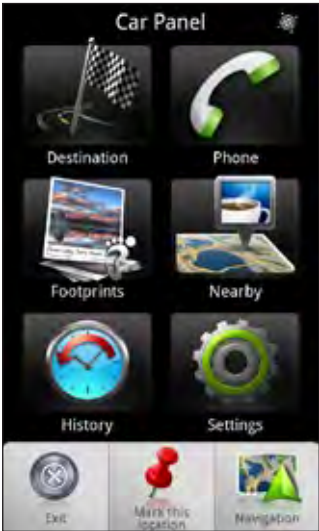 Car Panel
Destination
Phone
Footprints
Nearby
History
Settings
Exit
Mark this
location
Navigation